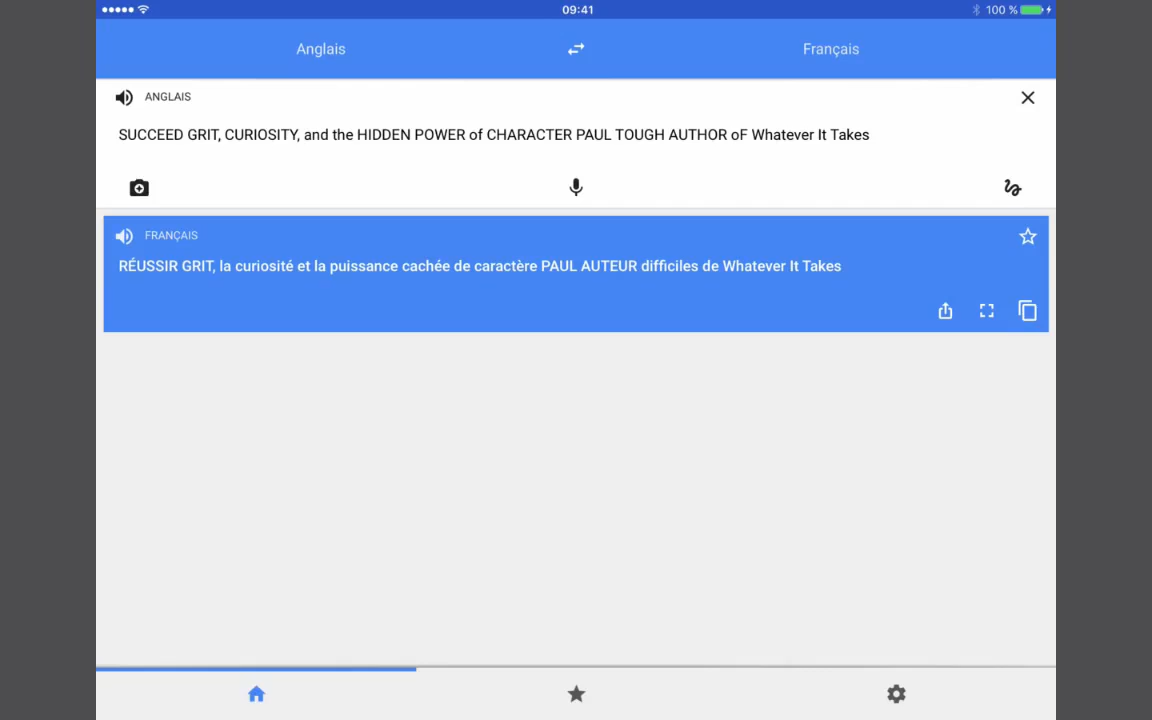 09:41
100 %
Anglais
Français
ANGLAIS
SUCCEED GRIT, CURIOSITY, and the HIDDEN POWER of CHARACTER PAUL TOUGH AUTHOR oF Whatever It Takes
FRANÇAIS
RÉUSSIR GRIT, la curiosité et la puissance cachée de caractère PAUL AUTEUR difficiles de Whatever It Takes